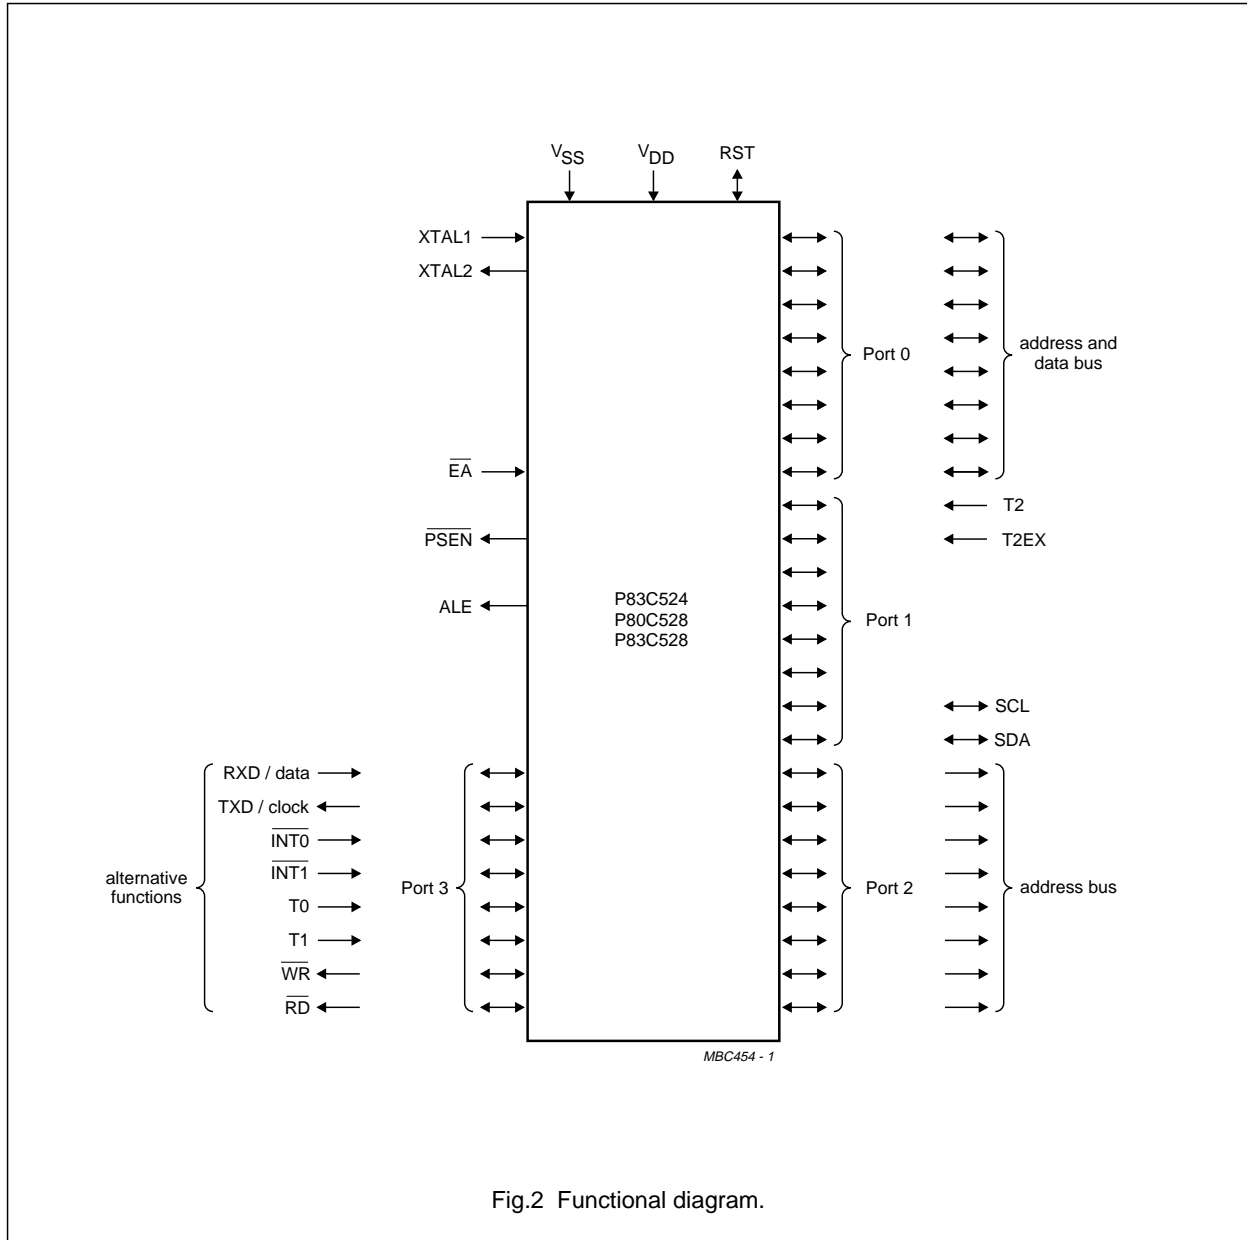 VSS VDD RST
XTAL1
XTAL2
Port 0
address and
data bus
EA
T2
PSEN
T2EX
ALE
P83C524
P80C528
P83C528
Port 1
SCL
SDA
RXD / data
TXD / clock
INT0
INT1
T0
T1
WR
RD
alternative
functions
Port 3
Port 2
address bus
MBC454 - 1
Fig.2 Functional diagram.